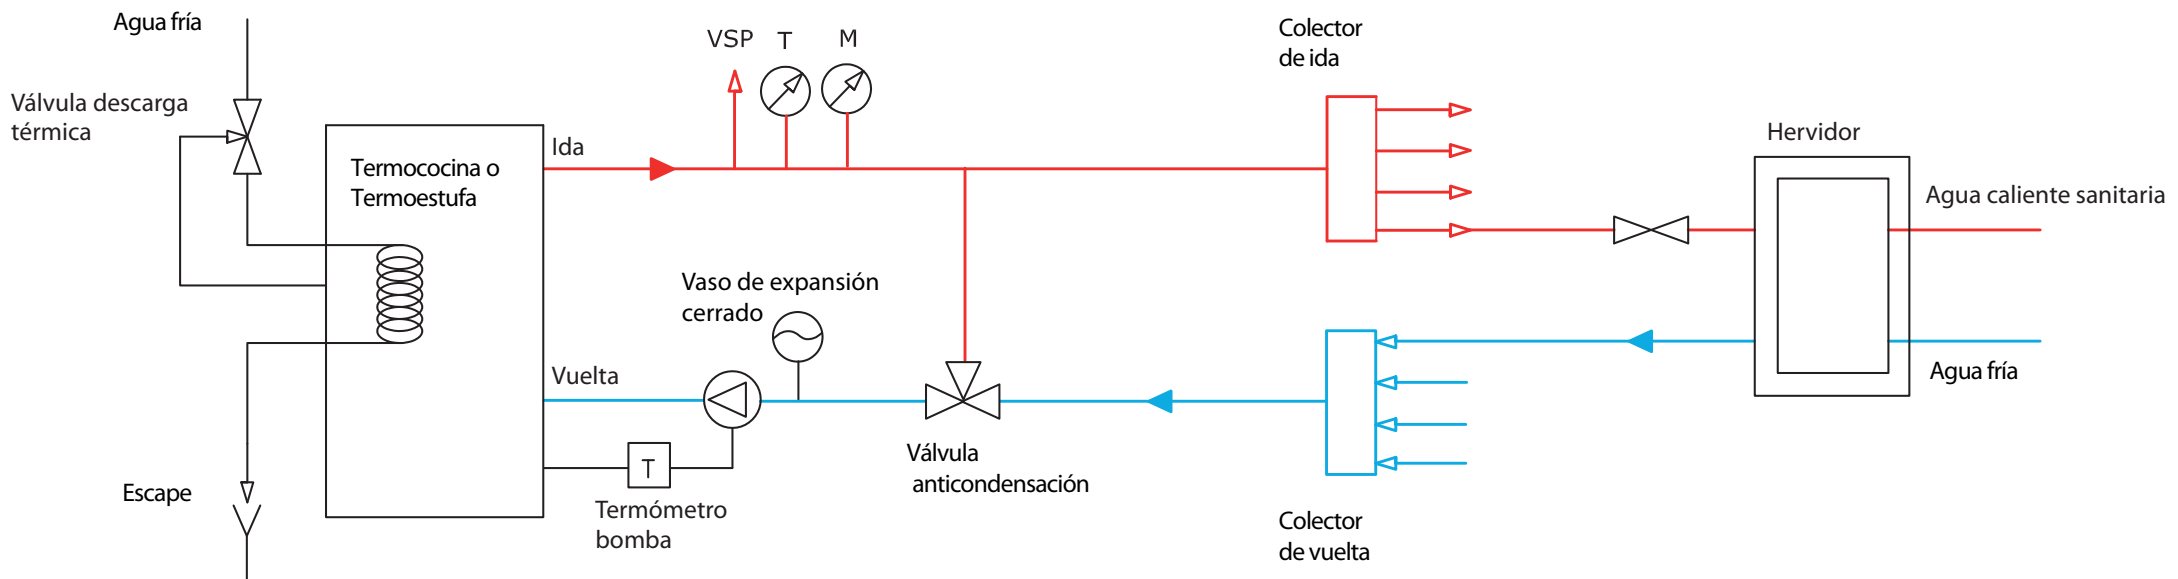 Agua fría
Válvula descarga
térmica
Termococina o
Termoestufa
Ida
VSP
T
M
Colector
de ida
Hervidor
Agua caliente sanitaria
Vaso de expansión
cerrado
Vuelta
Agua fría
Válvula
anticondensación
T
Termómetro
bomba
Escape
Colector
de vuelta